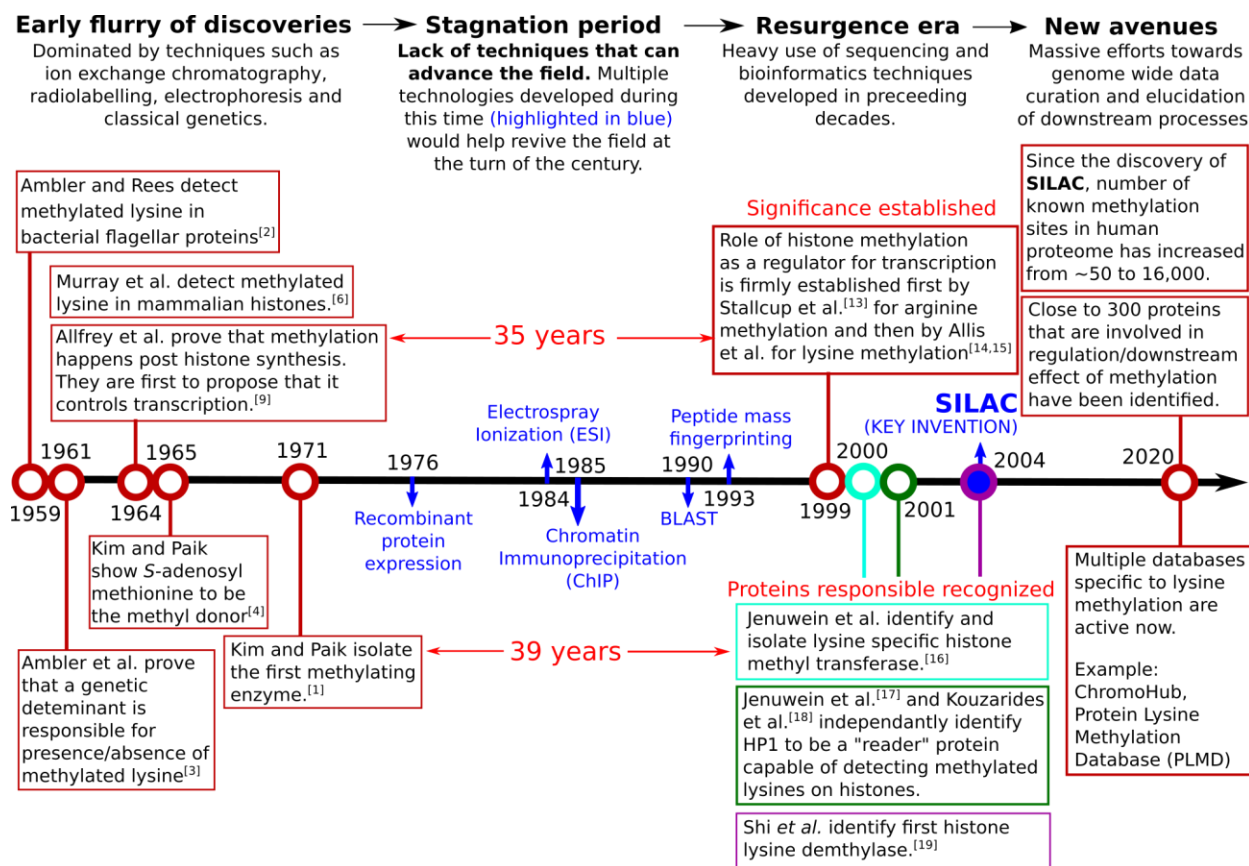 Early flurry of discoveries
Dominated by techniques such as
ion exchange chromatography,
radiolabelling, electrophoresis and
classical genetics.
Stagnation period
Lack of techniques that can
advance the field. Multiple
technologies developed during
this time (highlighted in blue)
would help revive the field at
the turn of the century.
Resurgence era
Heavy use of sequencing and
bioinformatics techniques
developed in preceeding
decades.
New avenues
Massive efforts towards
genome wide data
curation and elucidation
of downstream processes
Ambler and Rees detect
methylated lysine in
bacterial flagellar proteins[2]
Murray et al. detect methylated
lysine in mammalian histones.[6]
Allfrey et al. prove that methylation
happens post histone synthesis.
They are first to propose that it
controls transcription.[9]
35 years
Significance established
Role of histone methylation
as a regulator for transcription
is firmly established first by
Stallcup et al.[13] for arginine
methylation and then by Allis
et al. for lysine methylation[14,15]
Since the discovery of
SILAC, number of
known methylation
sites in human
proteome has increased
from ~50 to 16,000.
Close to 300 proteins
that are involved in
regulation/downstream
effect of methylation
have been identified.
Electrospray
Ionization (ESI)
Peptide mass
fingerprinting
SILAC
(KEY INVENTION)
1959
1961
1964
1965
1971
1976
1984
1985
1990
1993
1999
2000
2001
2004
2020
Recombinant
protein
expression
Chromatin
Immunoprecipitation
(ChIP)
BLAST
Kim and Paik
show S-adenosyl
methionine to be
the methyl donor[4]
Ambler et al. prove
that a genetic
deteminant is
responsible for
presence/absence of
methylated lysine[3]
Kim and Paik isolate
the first methylating
enzyme.[1]
39 years
Proteins responsible recognized
Jenuwein et al. identify and
isolate lysine specific histone
methyl transferase.[16]
Jenuwein et al.[17] and Kouzarides
et al.[18] independantly identify
HP1 to be a "reader" protein
capable of detecting methylated
lysines on histones.
Shi et al. identify first histone
lysine demthylase.[19]
Multiple databases
specific to lysine
methylation are
active now.
Example:
ChromoHub,
Protein Lysine
Methylation
Database (PLMD)